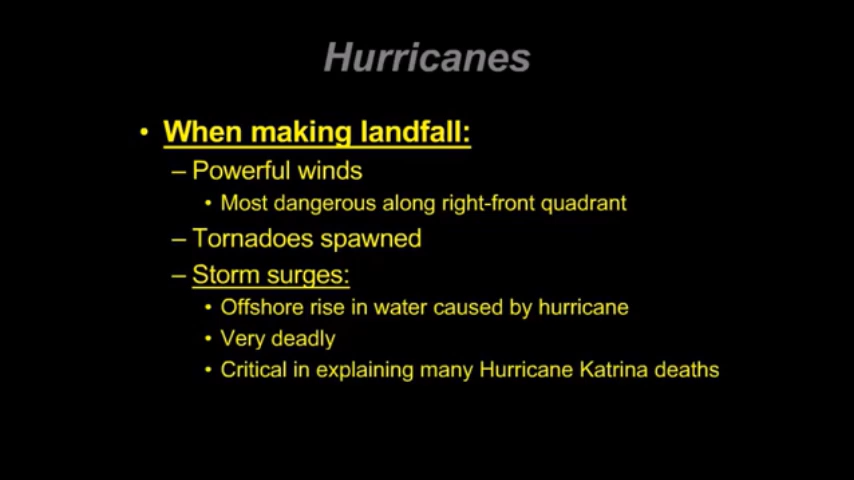 Hurricanes
• When making landfall:
– Powerful winds
• Most dangerous along right-front quadrant
– Tornadoes spawned
– Storm surges:
• Offshore rise in water caused by hurricane
• Very deadly
• Critical in explaining many Hurricane Katrina deaths